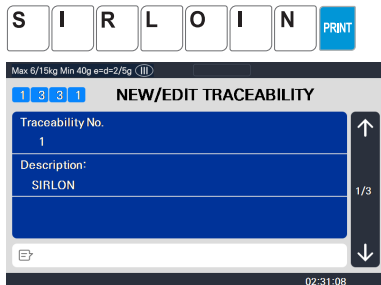 S I R L O I N PRINT
Max 6/15kg Min 40g e=d=2/5g (III)
1 3 3 1 NEW/EDIT TRACEABILITY
Traceability No.
1
Description:
SIRLON
1/3
02:31:08